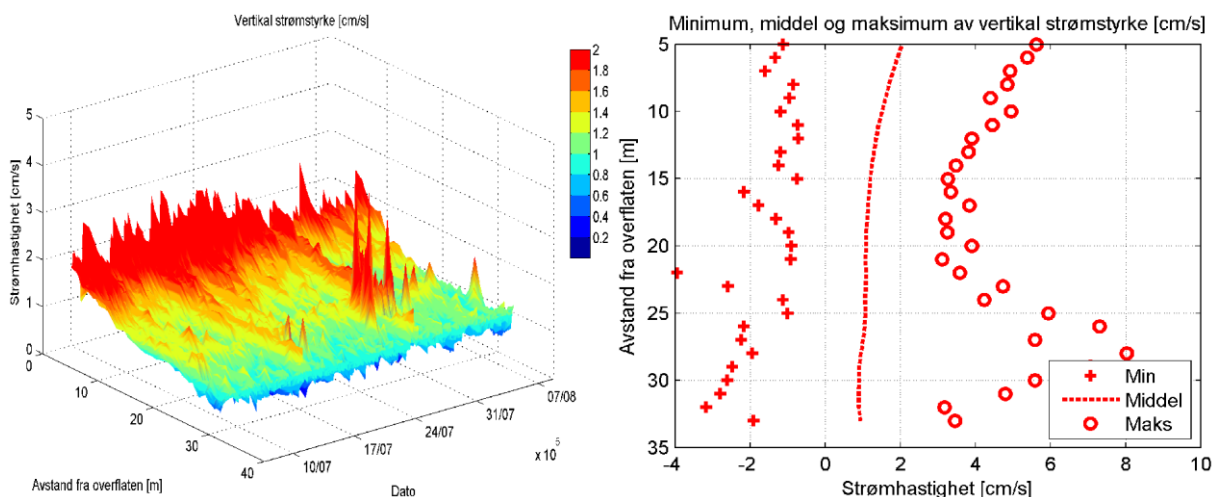 Vertikal strømstyrke [cm/s]
5
4
3
2
1
0
Strømhastighet [cm/s]
0
10
20
30
40
Avstand fra overflaten [m]
10/07
17/07
24/07
31/07
07/08
x 10^5
Dato
2
1.8
1.6
1.4
1.2
1
0.8
0.6
0.4
0.2
Minimum, middel og maksimum av vertikal strømstyrke [cm/s]
5
10
15
20
25
30
35
Avstand fra overflaten [m]
-4 -2 0 2 4 6 8 10
Strømhastighet [cm/s]
Min
Middel
Maks